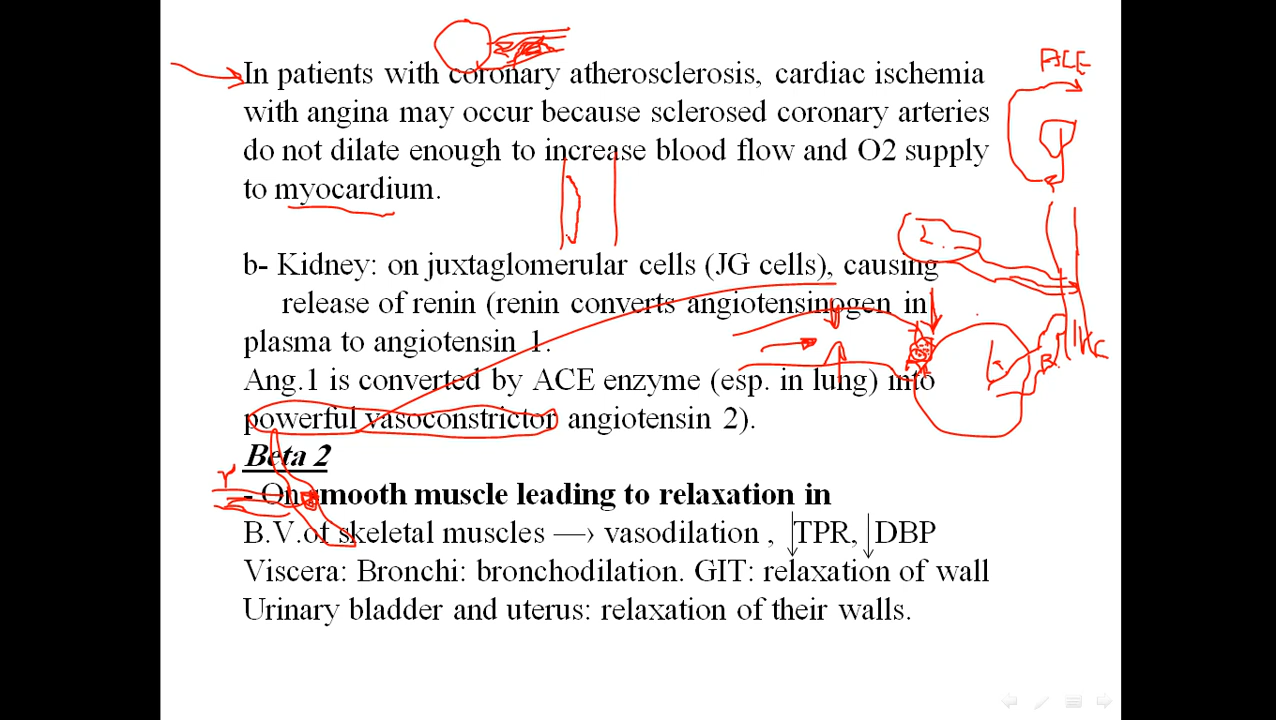 In patients with coronary atherosclerosis, cardiac ischemia
with angina may occur because sclerosed coronary arteries
do not dilate enough to increase blood flow and O2 supply
to myocardium.
b- Kidney: on juxtaglomerular cells (JG cells), causing
release of renin (renin converts angiotensinogen in
plasma to angiotensin 1.
Ang.1 is converted by ACE enzyme (esp. in lung) into
powerful vasoconstrictor angiotensin 2).
Beta 2
- On smooth muscle leading to relaxation in
B.V.of skeletal muscles —› vasodilation , ↓TPR, ↓DBP
Viscera: Bronchi: bronchodilation. GIT: relaxation of wall
Urinary bladder and uterus: relaxation of their walls.
ACE
r